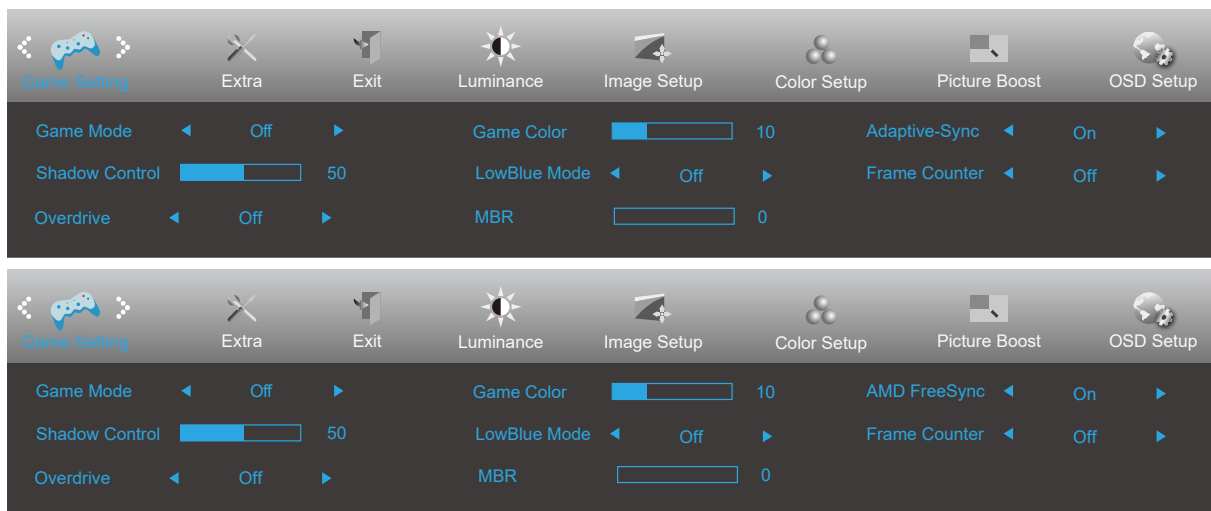 Game Setting Extra Exit Luminance Image Setup Color Setup Picture Boost OSD Setup
Game Mode Off Game Color 10 Adaptive-Sync On
Shadow Control 50 LowBlue Mode Off Frame Counter Off
Overdrive Off MBR 0
Game Setting Extra Exit Luminance Image Setup Color Setup Picture Boost OSD Setup
Game Mode Off Game Color 10 AMD FreeSync On
Shadow Control 50 LowBlue Mode Off Frame Counter Off
Overdrive Off MBR 0